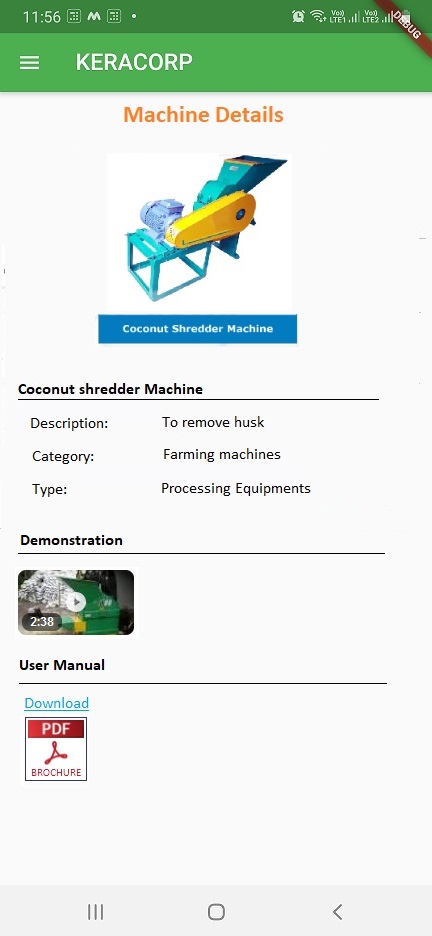 11:56
Vo)) LTE1
Vo)) LTE2
DEBUG
KERACORP
Machine Details
Coconut Shredder Machine
Coconut shredder Machine
Description: To remove husk
Category: Farming machines
Type: Processing Equipments
Demonstration
2:38
User Manual
Download
PDF
BROCHURE